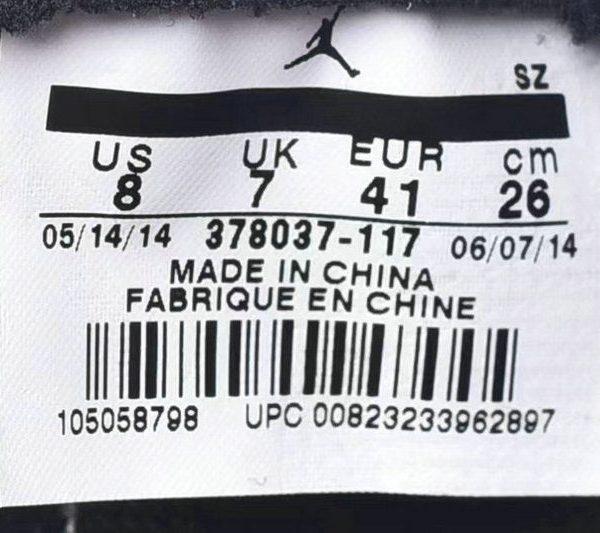 SZ
US UK EUR cm
8 7 41 26
05/14/14 378037-117 06/07/14
MADE IN CHINA
FABRIQUE EN CHINE
105058798 UPC 00823233962897